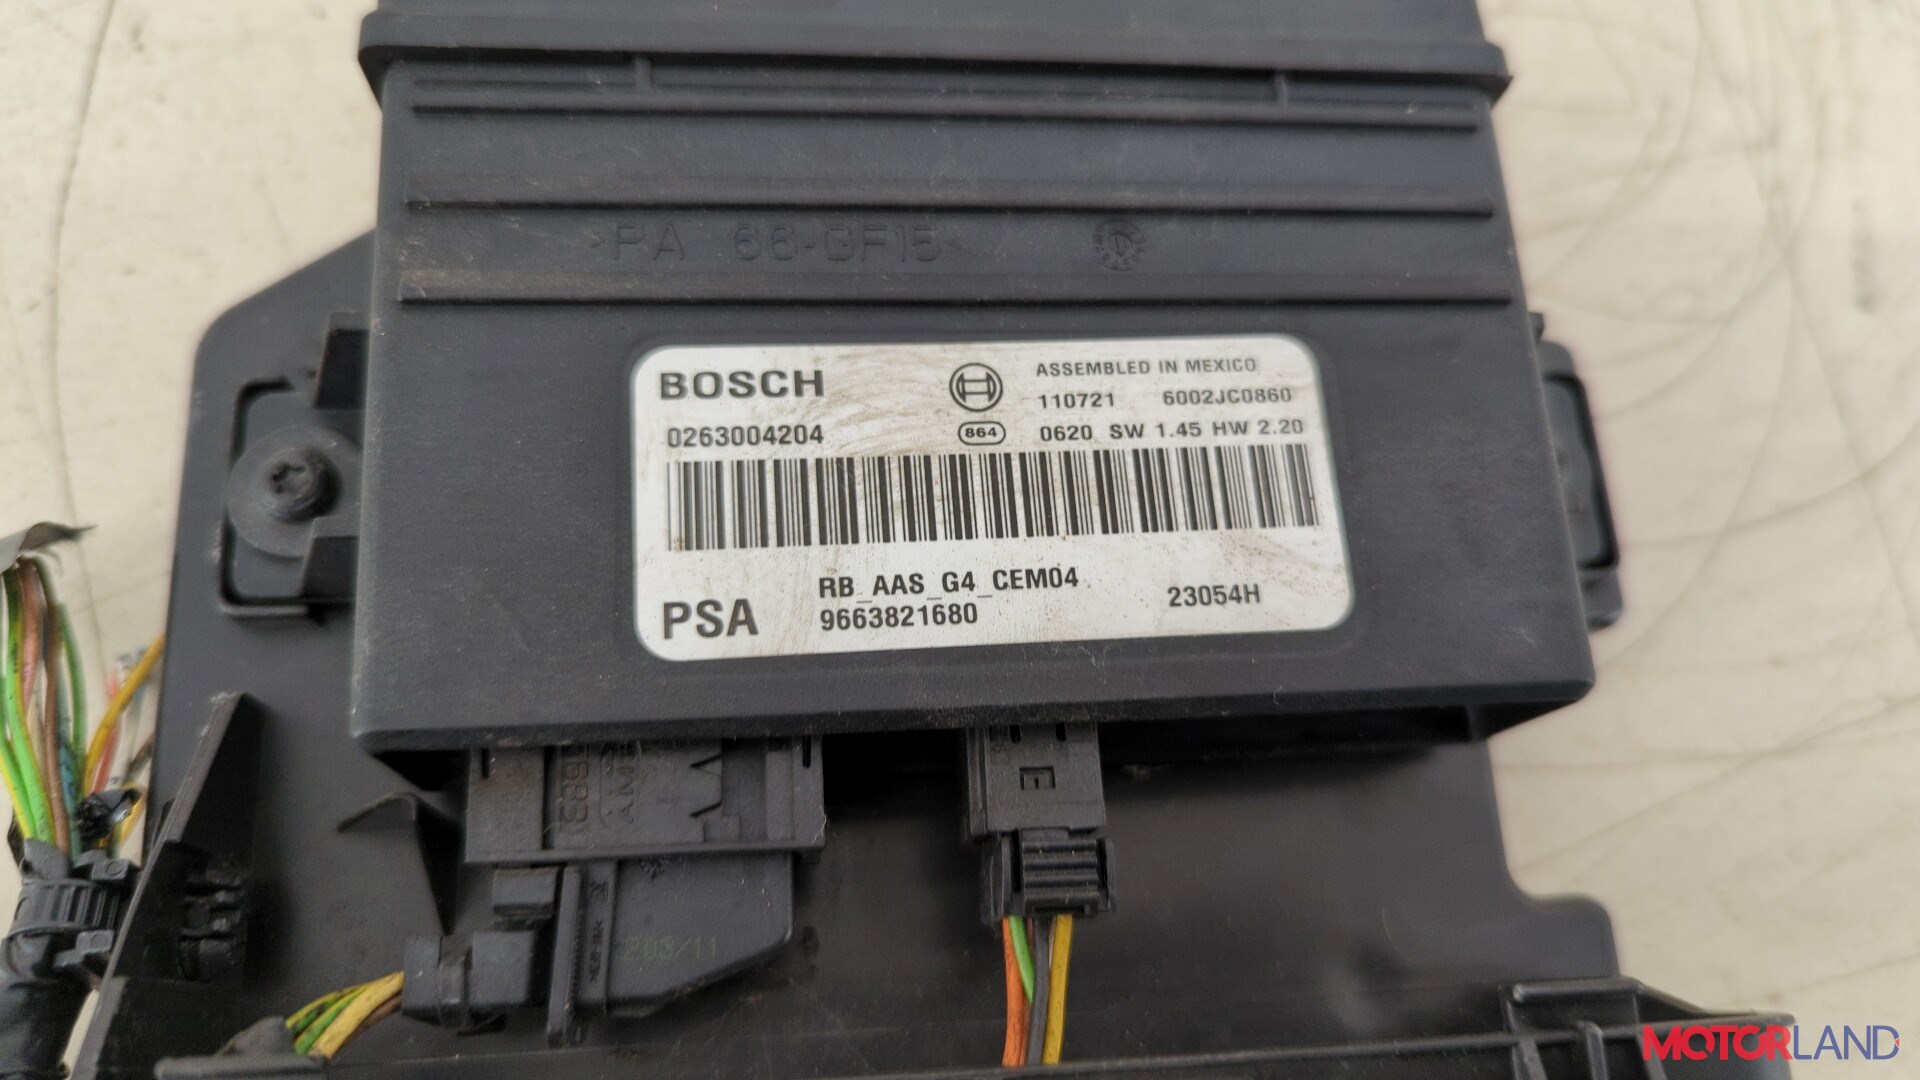 >PA 66-GF15<
BOSCH
ASSEMBLED IN MEXICO
110721 6002JC0860
0263004204 864 0620 SW 1.45 HW 2.20
RB_AAS_G4_CEM04
PSA 9663821680 23054H
E
203/11
MOTORLAND